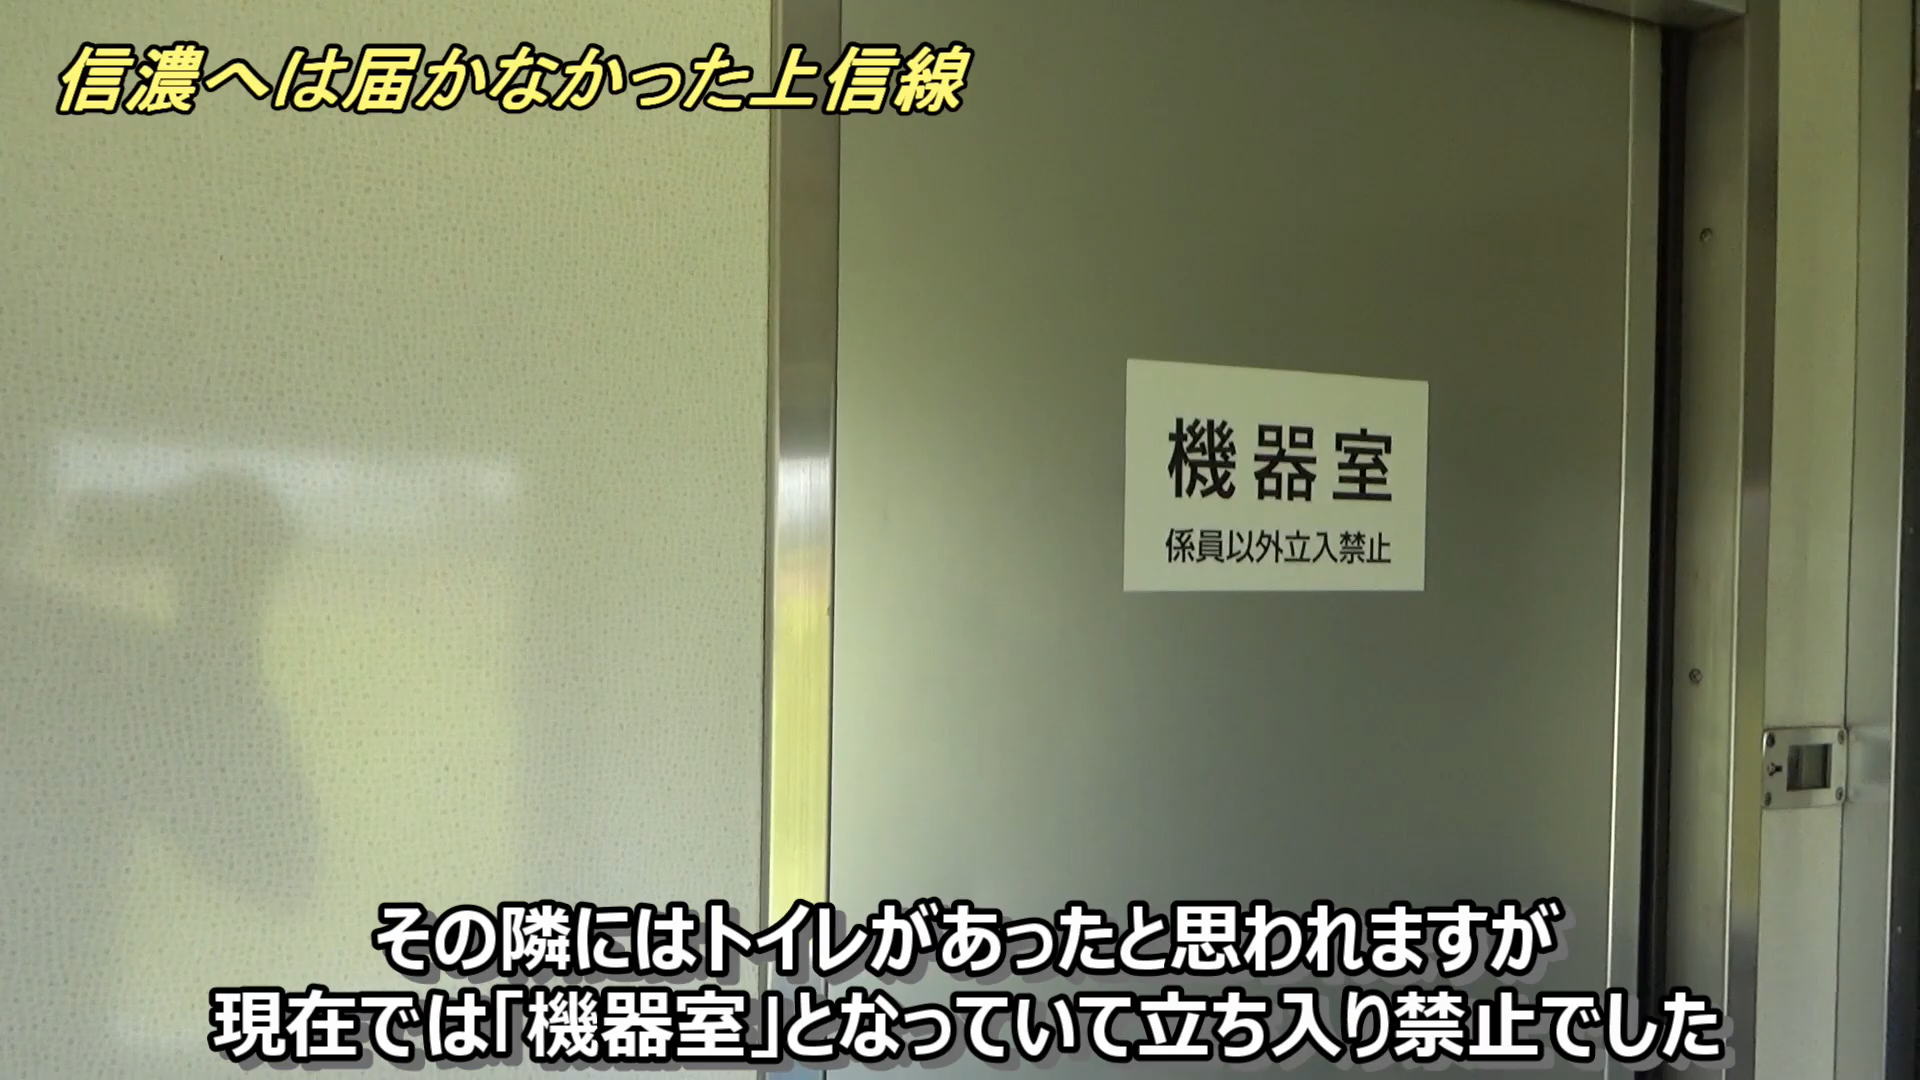 信濃へは届かなかった上信線
機器室
係員以外立入禁止
その隣にはトイレがあったと思われますが
現在では｢機器室｣となっていて立ち入り禁止でした